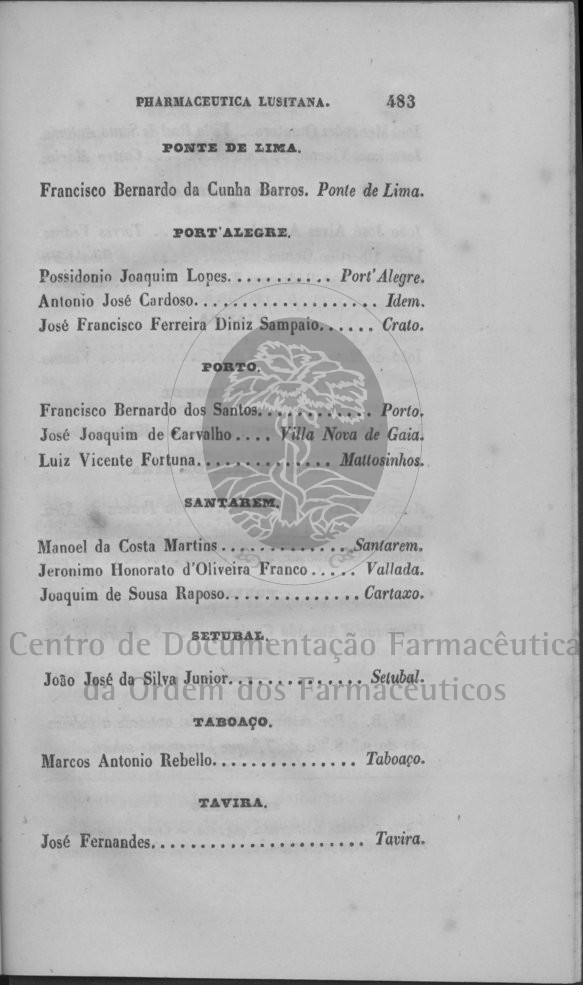 PHARMACEUTICA LUSITANA. 483
PONTE DE LIMA.
Francisco Bernardo da Cunha Barros. Ponte de Lima.
PORT'ALEGRE.
Possidonio Joaquim Lopes........... Port'Alegre.
Antonio José Cardoso................... Idem.
José Francisco Ferreira Diniz Sampaio...... Crato.
PORTO.
Francisco Bernardo dos Santos............ Porto.
José Joaquim de Carvalho.... Villa Nova de Gaia.
Luiz Vicente Fortuna.............. Mattosinhos.
SANTAREM.
Manoel da Costa Martins.............. Santarem.
Jeronimo Honorato d'Oliveira Franco..... Vallada.
Joaquim de Sousa Raposo.............. Cartaxo.
SETUBAL.
Centro de Documentação Farmacêutica
João José da Silva Junior.............. Setubal.
da Ordem dos Farmacêuticos
TABOAÇO.
Marcos Antonio Rebello............... Taboaço.
TAVIRA.
José Fernandes...................... Tavira.